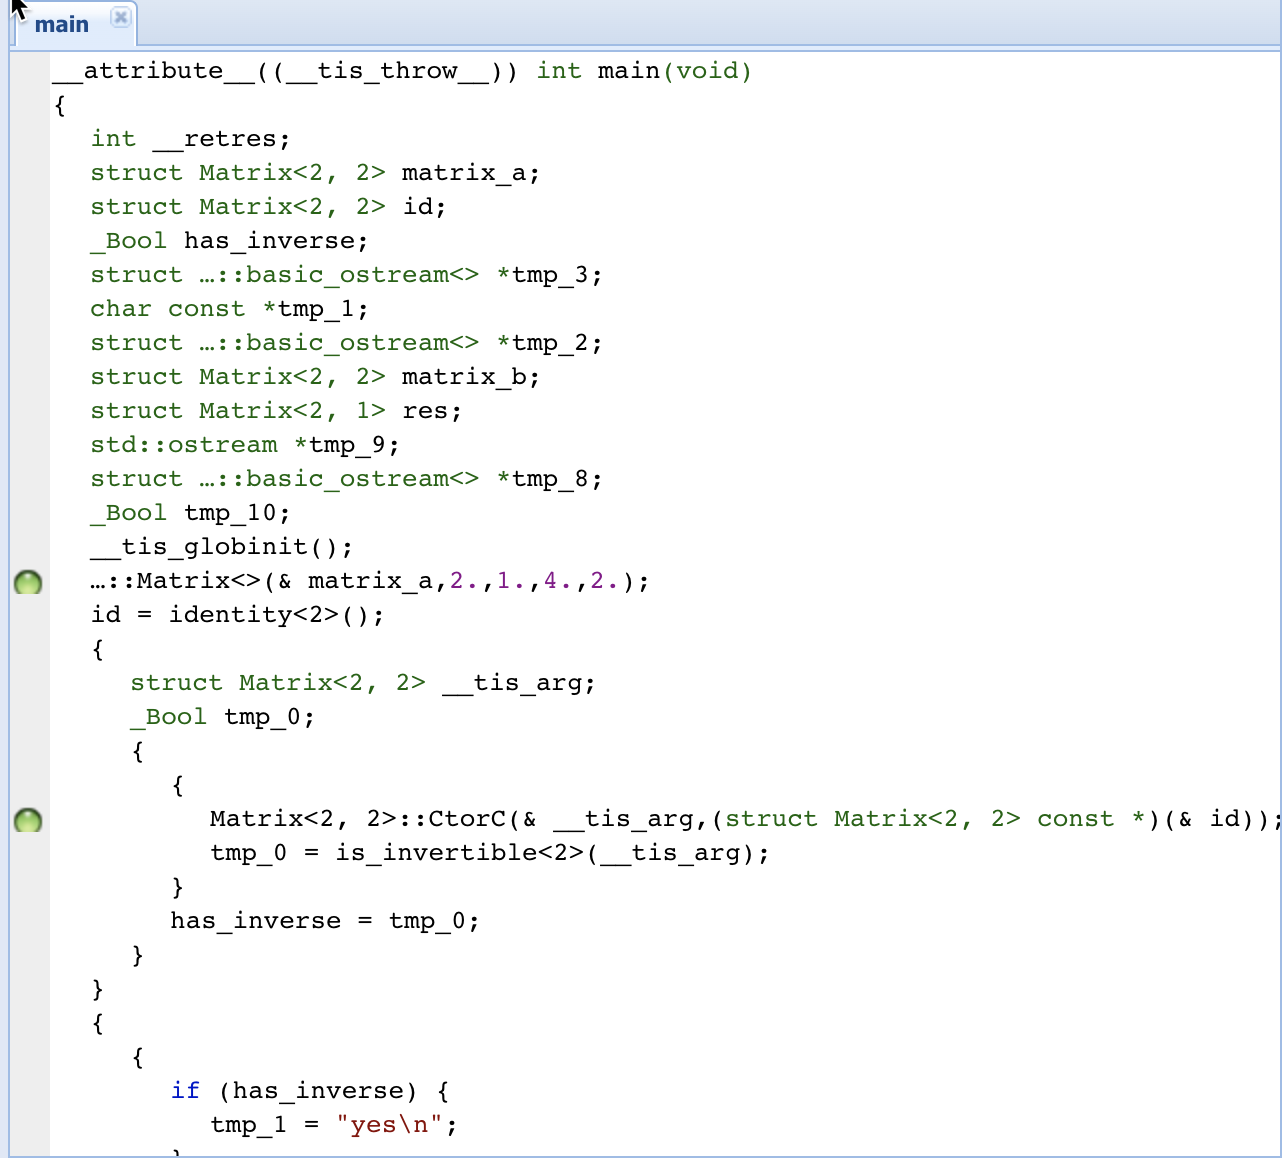 main
__attribute__((__tis_throw__)) int main(void)
{
int __retres;
struct Matrix<2, 2> matrix_a;
struct Matrix<2, 2> id;
_Bool has_inverse;
struct …::basic_ostream<> *tmp_3;
char const *tmp_1;
struct …::basic_ostream<> *tmp_2;
struct Matrix<2, 2> matrix_b;
struct Matrix<2, 1> res;
std::ostream *tmp_9;
struct …::basic_ostream<> *tmp_8;
_Bool tmp_10;
__tis_globinit();
…::Matrix<>(& matrix_a,2.,1.,4.,2.);
id = identity<2>();
{
struct Matrix<2, 2> __tis_arg;
_Bool tmp_0;
{
{
Matrix<2, 2>::CtorC(& __tis_arg,(struct Matrix<2, 2> const *)(& id));
tmp_0 = is_invertible<2>(__tis_arg);
}
has_inverse = tmp_0;
}
}
{
{
if (has_inverse) {
tmp_1 = "yes\n";
}